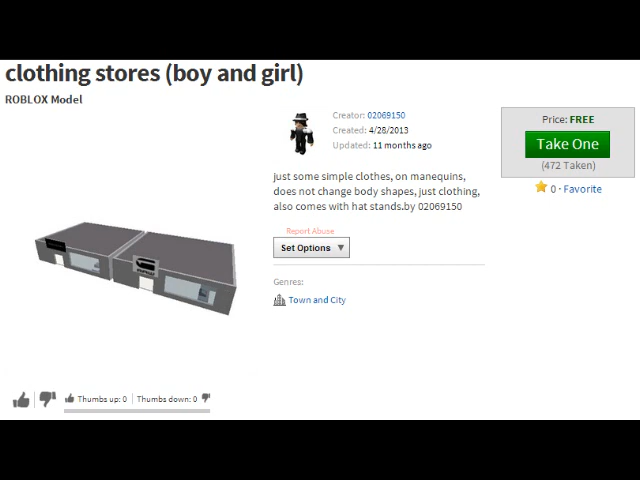 clothing stores (boy and girl)
ROBLOX Model
Creator: 02069150
Created: 4/28/2013
Updated: 11 months ago
just some simple clothes, on manequins,
does not change body shapes, just clothing,
also comes with hat stands.by 02069150
Report Abuse
Set Options
Genres:
Town and City
Price: FREE
Take One
(472 Taken)
0 · Favorite
Thumbs up: 0
Thumbs down: 0